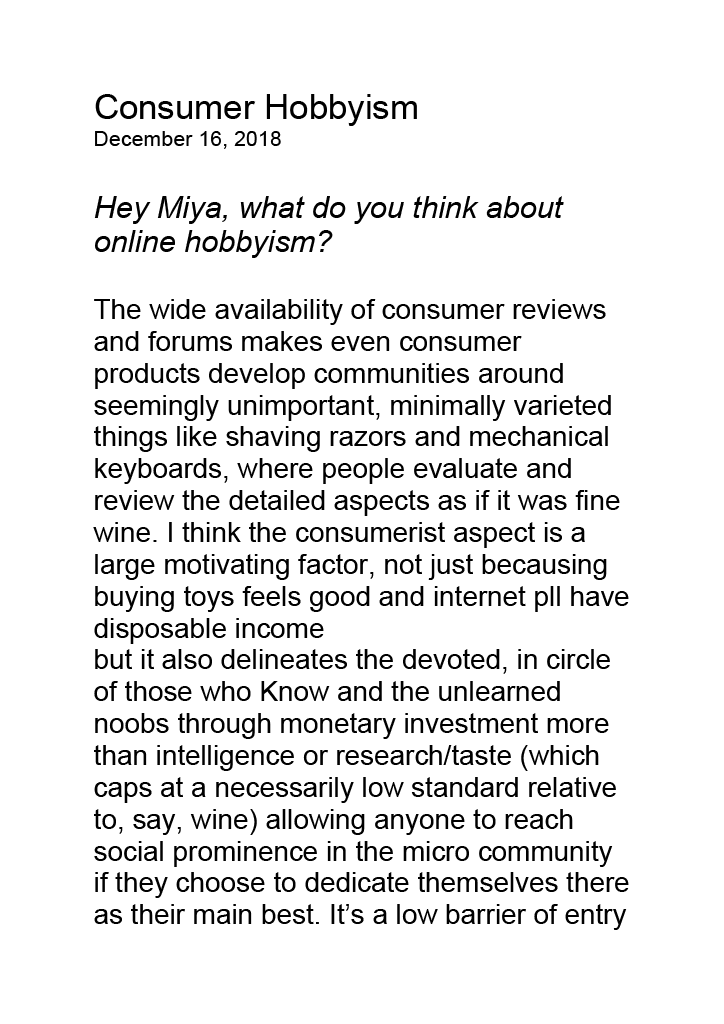 Consumer Hobbyism
December 16, 2018
Hey Miya, what do you think about
online hobbyism?
The wide availability of consumer reviews
and forums makes even consumer
products develop communities around
seemingly unimportant, minimally varieted
things like shaving razors and mechanical
keyboards, where people evaluate and
review the detailed aspects as if it was fine
wine. I think the consumerist aspect is a
large motivating factor, not just becausing
buying toys feels good and internet pll have
disposable income
but it also delineates the devoted, in circle
of those who Know and the unlearned
noobs through monetary investment more
than intelligence or research/taste (which
caps at a necessarily low standard relative
to, say, wine) allowing anyone to reach
social prominence in the micro community
if they choose to dedicate themselves there
as their main best. It’s a low barrier of entry